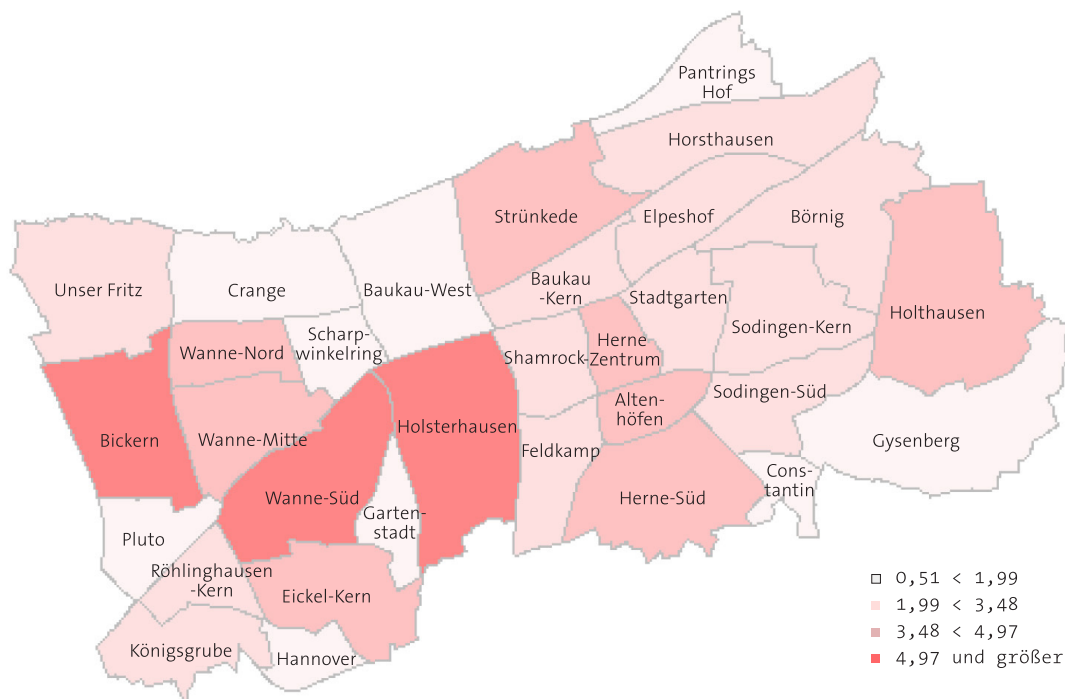 Pantrings
Hof
Horsthausen
Strünkede
Elpeshof
Börnig
Unser Fritz
Crange
Baukau-West
Baukau
-Kern
Stadtgarten
Holthausen
Sodingen-Kern
Scharp-
winkelring
Wanne-Nord
Shamrock-
Herne
Zentrum
Sodingen-Süd
Alten-
höfen
Bickern
Wanne-Mitte
Holsterhausen
Feldkamp
Gysenberg
Wanne-Süd
Herne-Süd
Cons-
tantin
Garten-
stadt
Pluto
Röhlinghausen
-Kern
Eickel-Kern
Königsgrube
Hannover
0,51 < 1,99
1,99 < 3,48
3,48 < 4,97
4,97 und größer